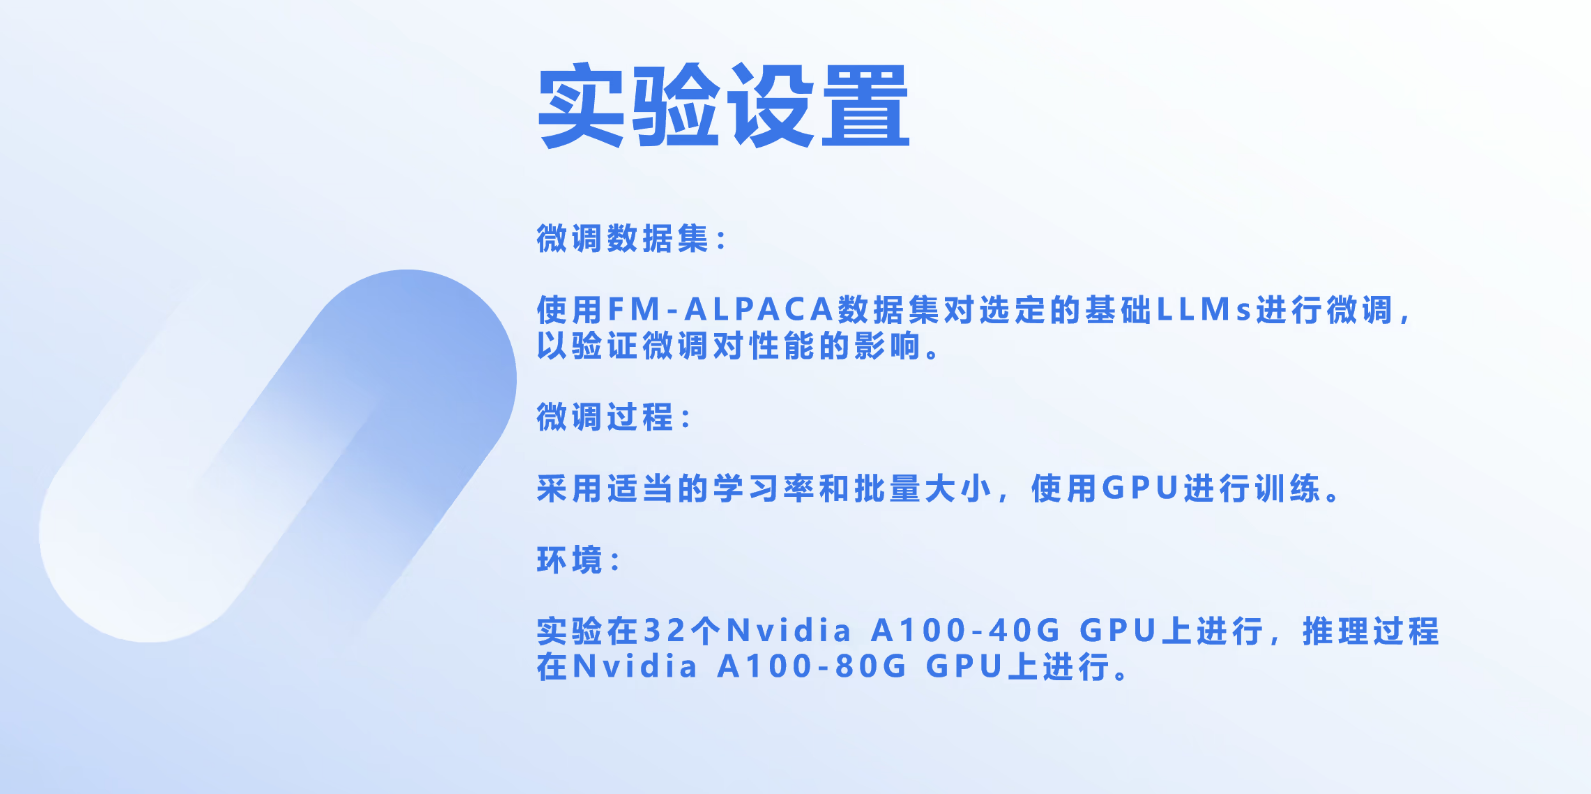 实验设置
微调数据集：
使用FM-ALPACA数据集对选定的基础LLMs进行微调，
以验证微调对性能的影响。
微调过程：
采用适当的学习率和批量大小，使用GPU进行训练。
环境：
实验在32个Nvidia A100-40G GPU上进行，推理过程
在Nvidia A100-80G GPU上进行。